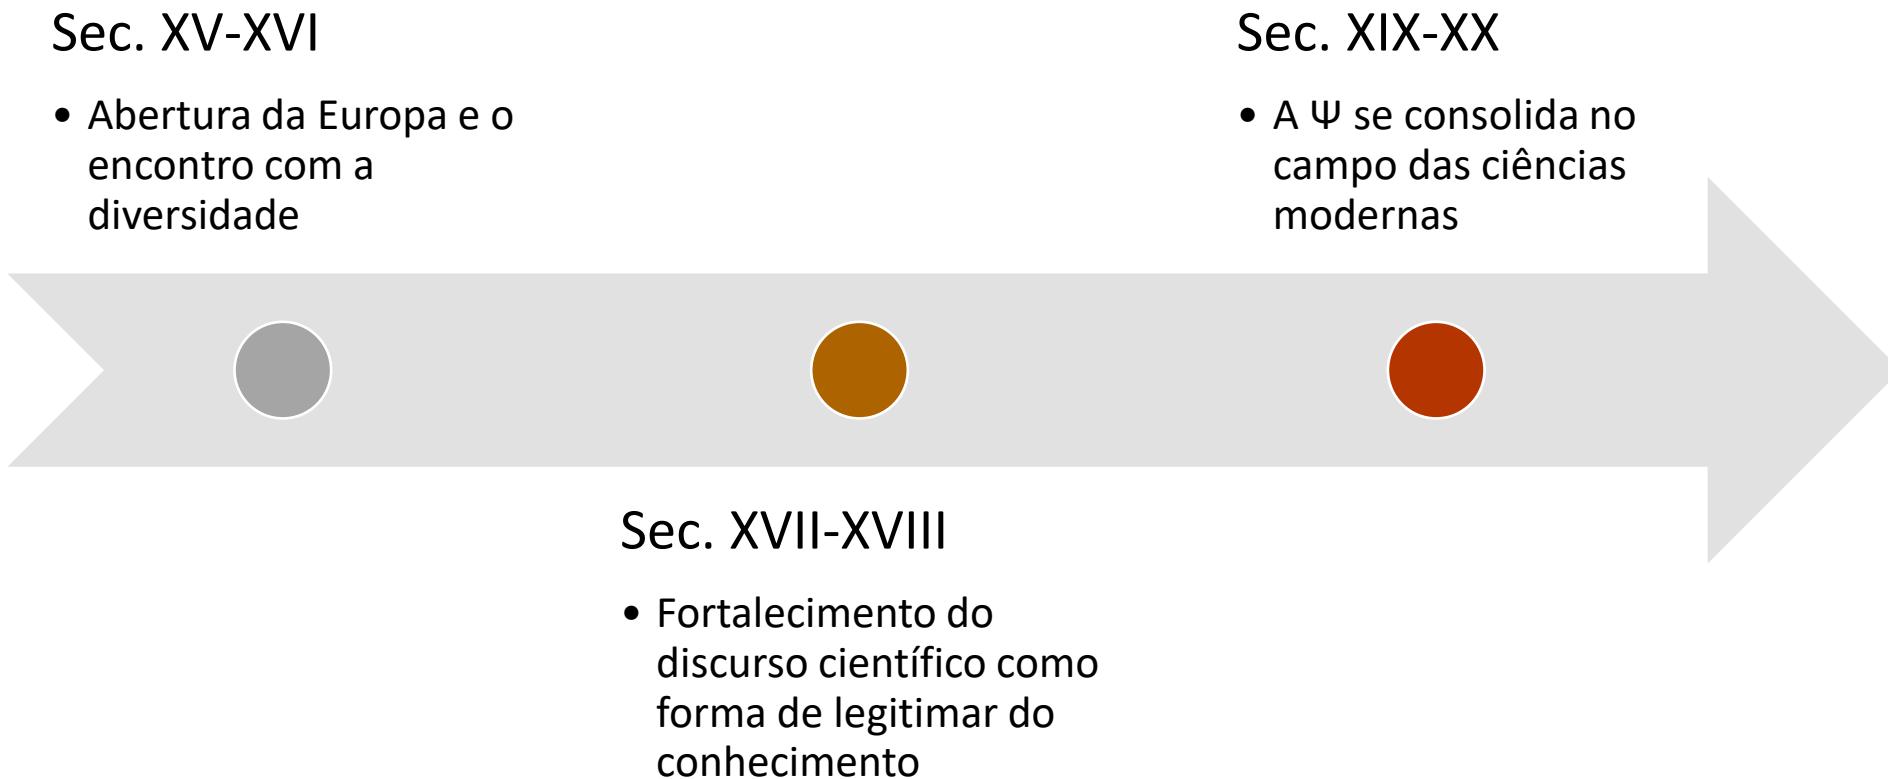 Sec. XV-XVI
• Abertura da Europa e o
encontro com a
diversidade
Sec. XVII-XVIII
• Fortalecimento do
discurso científico como
forma de legitimar do
conhecimento
Sec. XIX-XX
• A Ψ se consolida no
campo das ciências
modernas